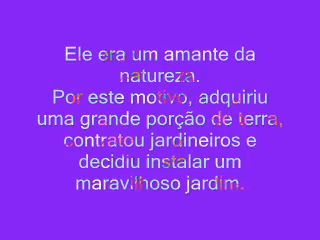 Ele era um amante da
natureza.
Por este motivo, adquiriu
uma grande porção de terra,
contratou jardineiros e
decidiu instalar um
maravilhoso jardim.